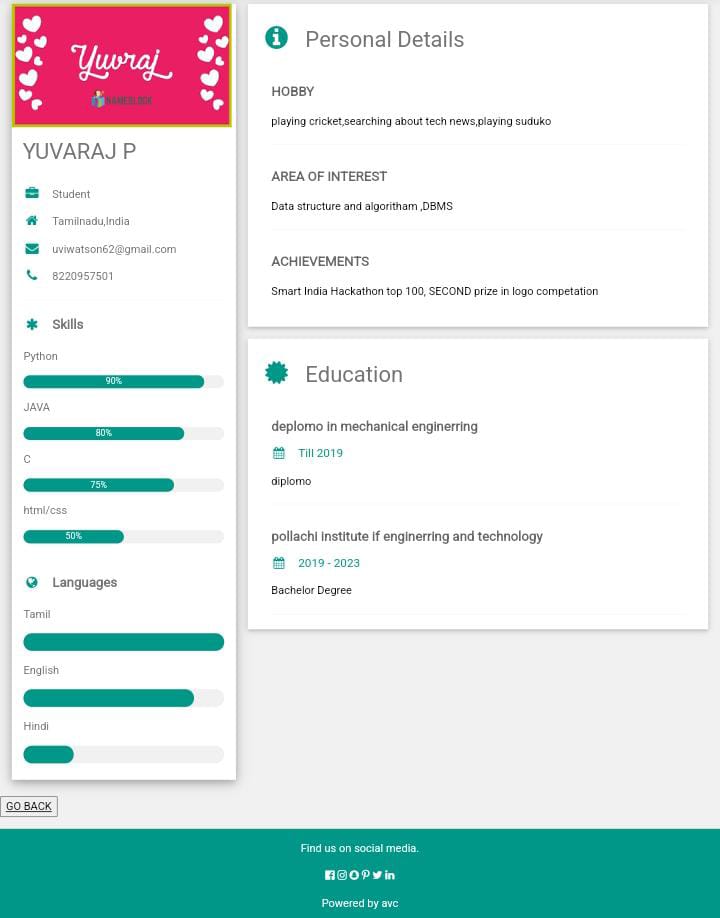 Yuvraj
NAMEBLOCK
YUVARAJ P
Student
Tamilnadu,India
uviwatson62@gmail.com
8220957501
Skills
Python
90%
JAVA
80%
C
75%
html/css
50%
Languages
Tamil
English
Hindi
Personal Details
HOBBY
playing cricket,searching about tech news,playing suduko
AREA OF INTEREST
Data structure and algoritham ,DBMS
ACHIEVEMENTS
Smart India Hackathon top 100, SECOND prize in logo competation
Education
deplomo in mechanical enginerring
Till 2019
diplomo
pollachi institute if enginerring and technology
2019 - 2023
Bachelor Degree
GO BACK
Find us on social media.
Powered by avc